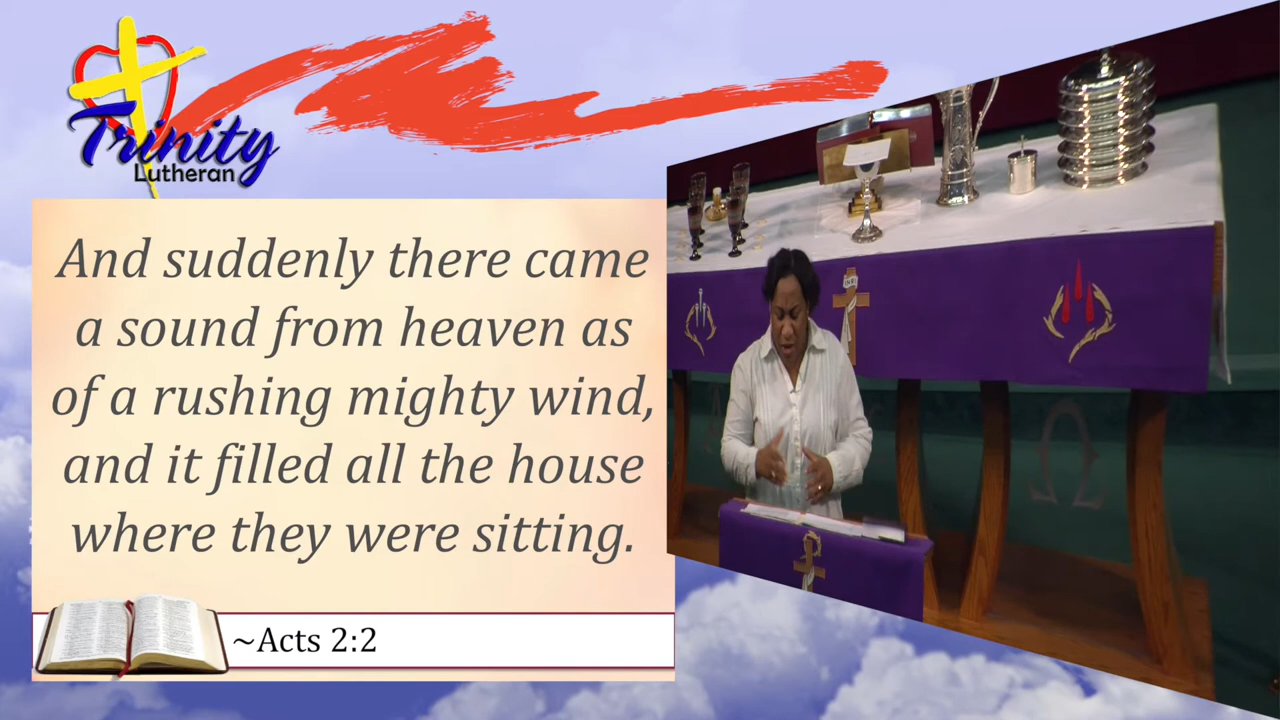 Trinity
Lutheran
And suddenly there came
a sound from heaven as
of a rushing mighty wind,
and it filled all the house
where they were sitting.
~Acts 2:2
INRI
Ω